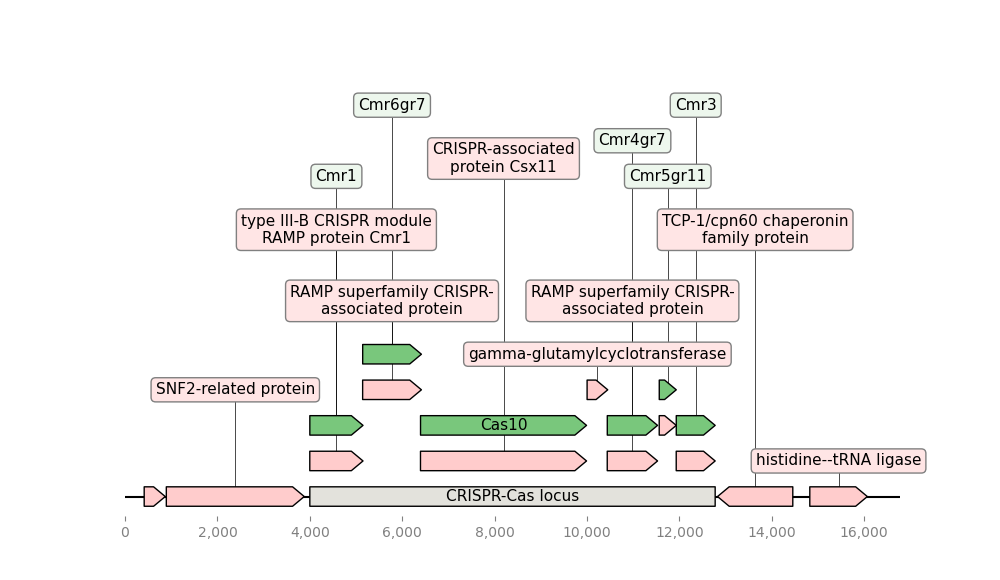 Cmr6gr7
Cmr3
Cmr4gr7
CRISPR-associated
protein Csx11
Cmr1
Cmr5gr11
type III-B CRISPR module
RAMP protein Cmr1
TCP-1/cpn60 chaperonin
family protein
RAMP superfamily CRISPR-
associated protein
RAMP superfamily CRISPR-
associated protein
gamma-glutamylcyclotransferase
SNF2-related protein
Cas10
histidine--tRNA ligase
CRISPR-Cas locus
0 2,000 4,000 6,000 8,000 10,000 12,000 14,000 16,000